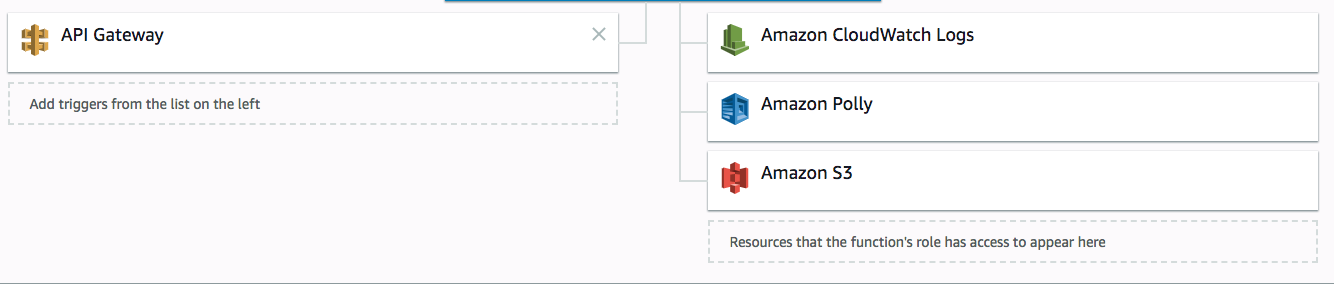 API Gateway
Add triggers from the list on the left
Amazon CloudWatch Logs
Amazon Polly
Amazon S3
Resources that the function's role has access to appear here